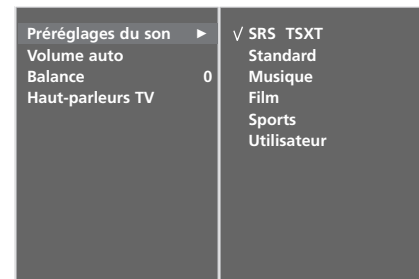 Préréglages du son ►
Volume auto
Balance 0
Haut-parleurs TV
√ SRS TSXT
Standard
Musique
Film
Sports
Utilisateur